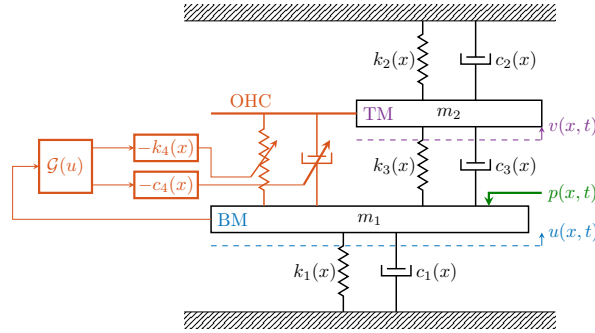 k₂(x) c₂(x)
OHC
TM m₂
v(x, t)
−k₄(x)
𝒢(u)
k₃(x) c₃(x)
−c₄(x)
p(x, t)
BM m₁
u(x, t)
k₁(x) c₁(x)